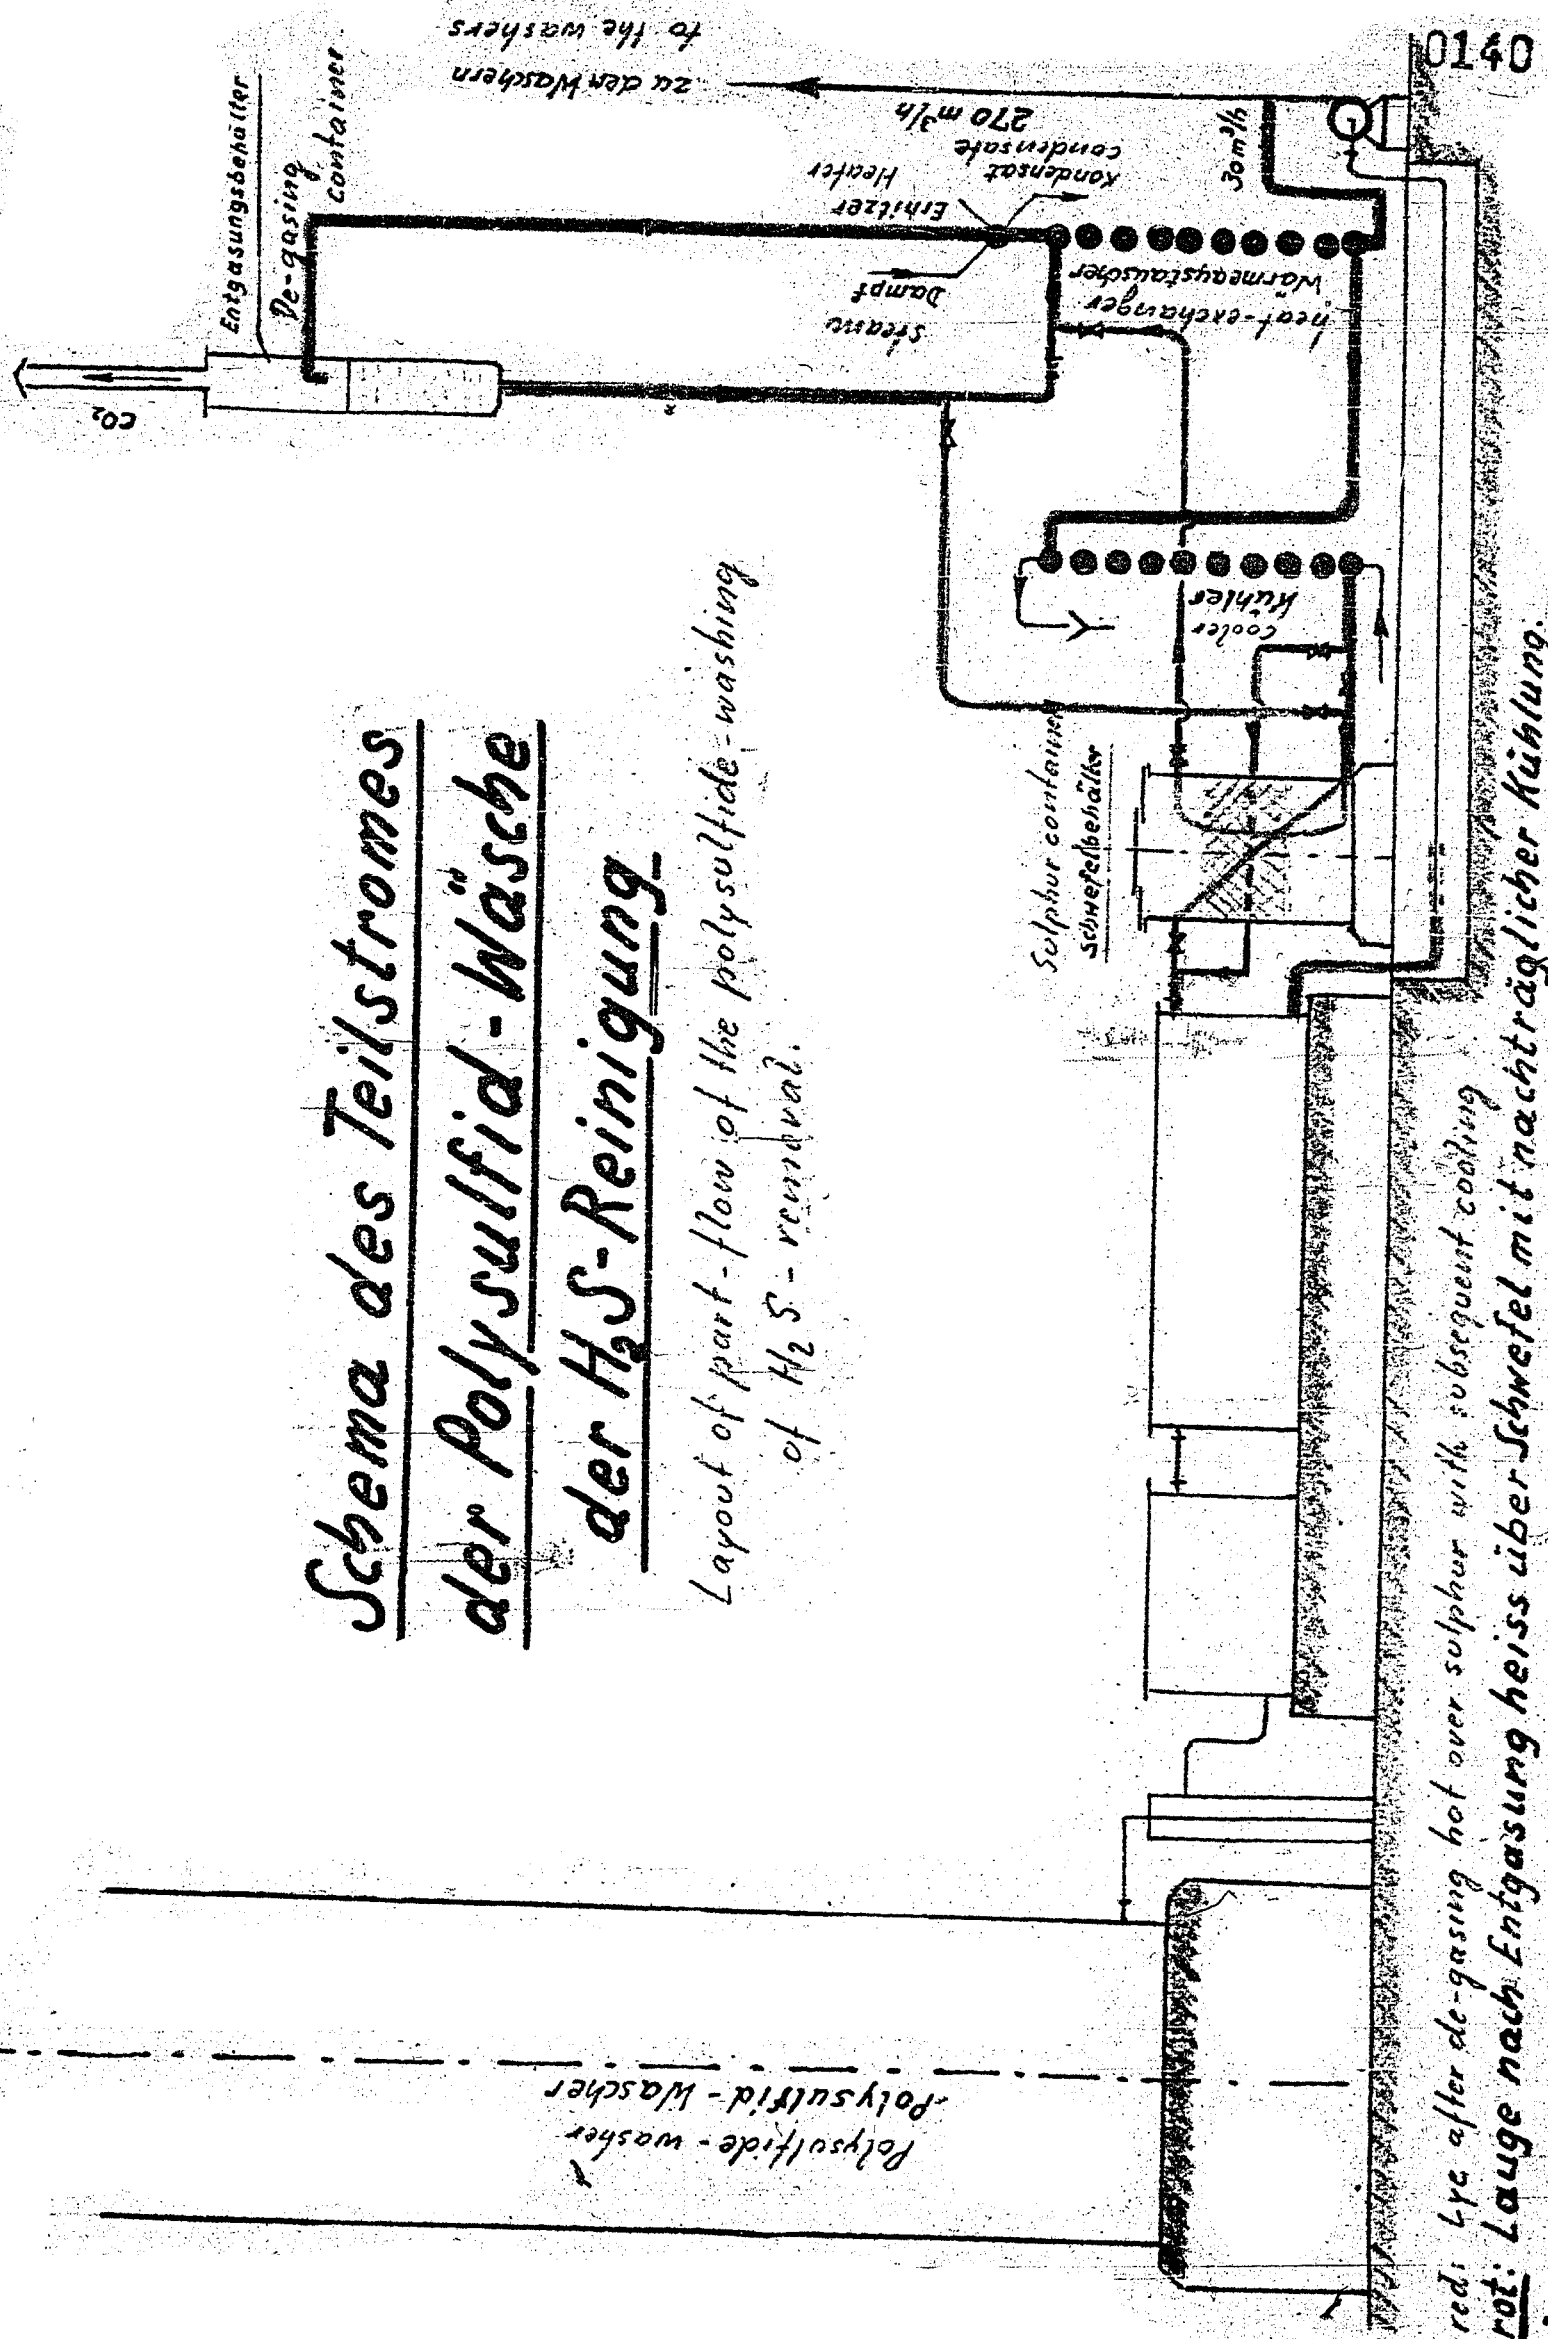 0140
Schema des Teilstromes
der Polysulfid-Wäsche
der H₂S-Reinigung
Layout of part-flow of the polysulfide-washing
of H₂S-removal.
CO₂
Entgasungsbehälter
De-gasing
container
to the washers
zu den Waschern
270 m³/h
30 m³/h
condensate
Kondensat
Heater
Erhitzer
Dampf
steam
Wärmeaustauscher
heat-exchanger
Kühler
cooler
Sulphur container
Schwefelbehälter
Polysulfid-Wascher
Polysulfide-washer
red: Lye after de-gasing hot over sulphur with subsequent cooling
rot: Lauge nach Entgasung heiss über Schwefel mit nachträglicher Kühlung.